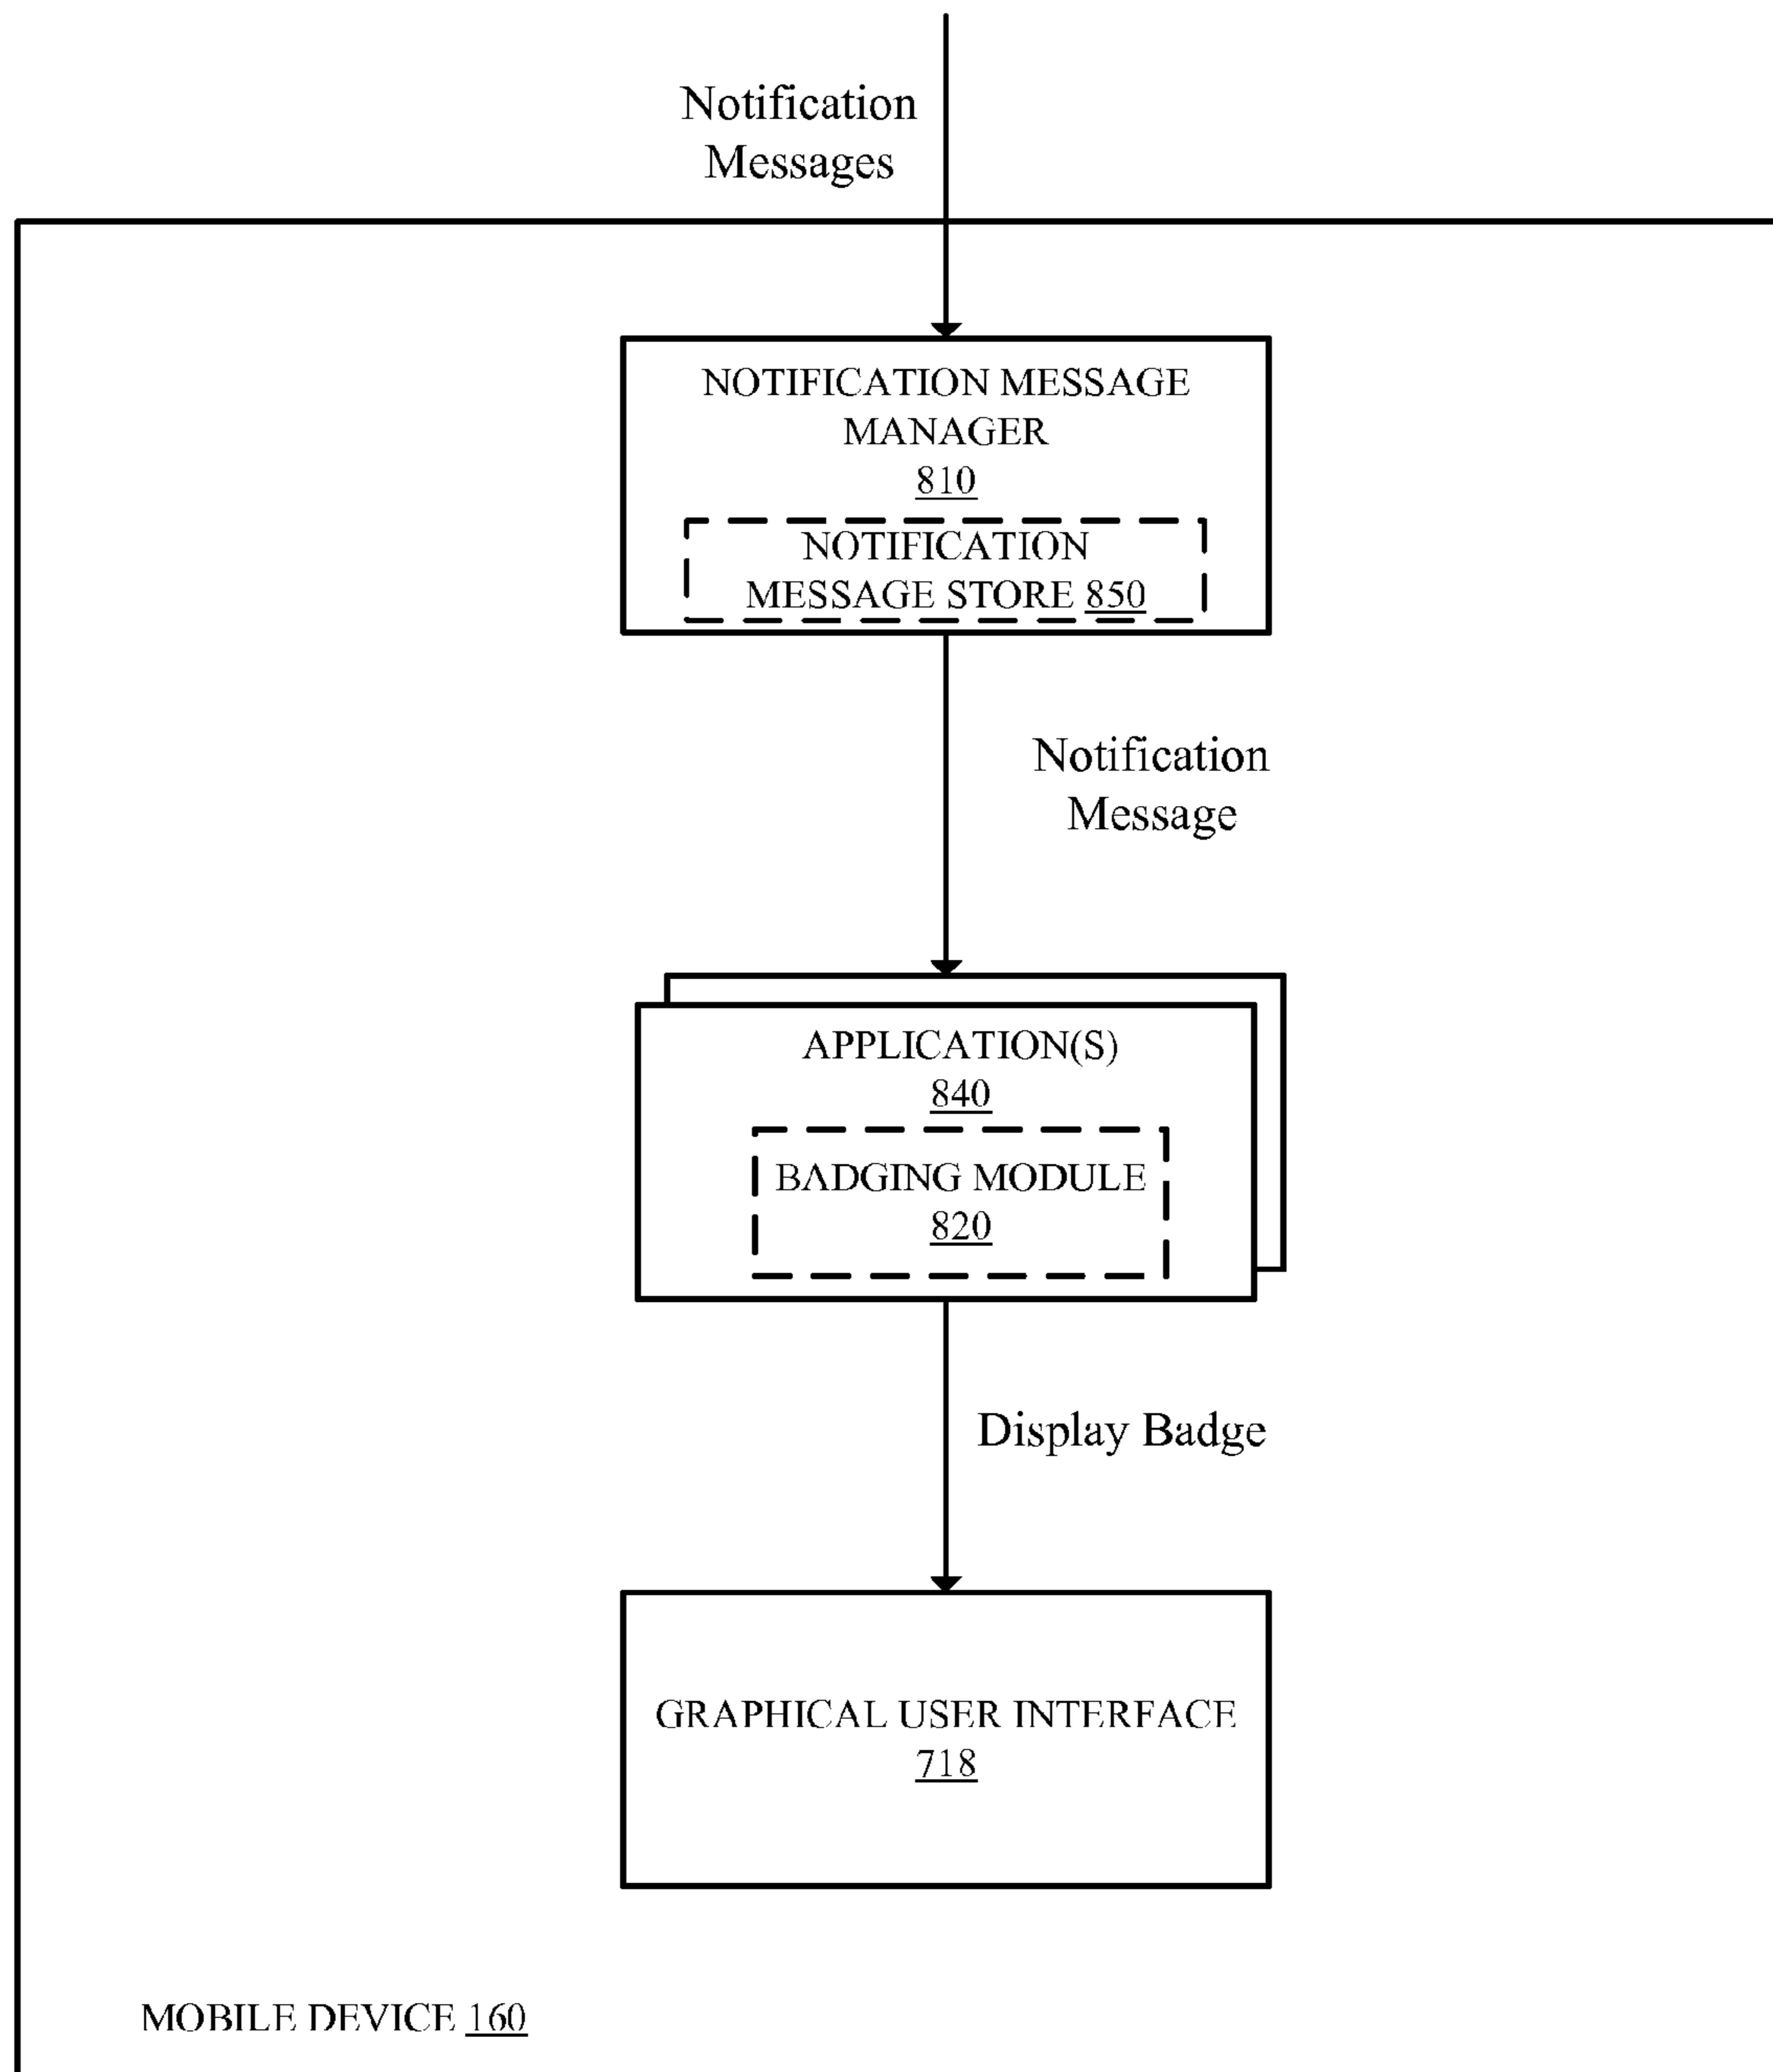 Notification
Messages
NOTIFICATION MESSAGE
MANAGER
810
NOTIFICATION
MESSAGE STORE 850
Notification
Message
APPLICATION(S)
840
BADGING MODULE
820
Display Badge
GRAPHICAL USER INTERFACE
718
MOBILE DEVICE 160